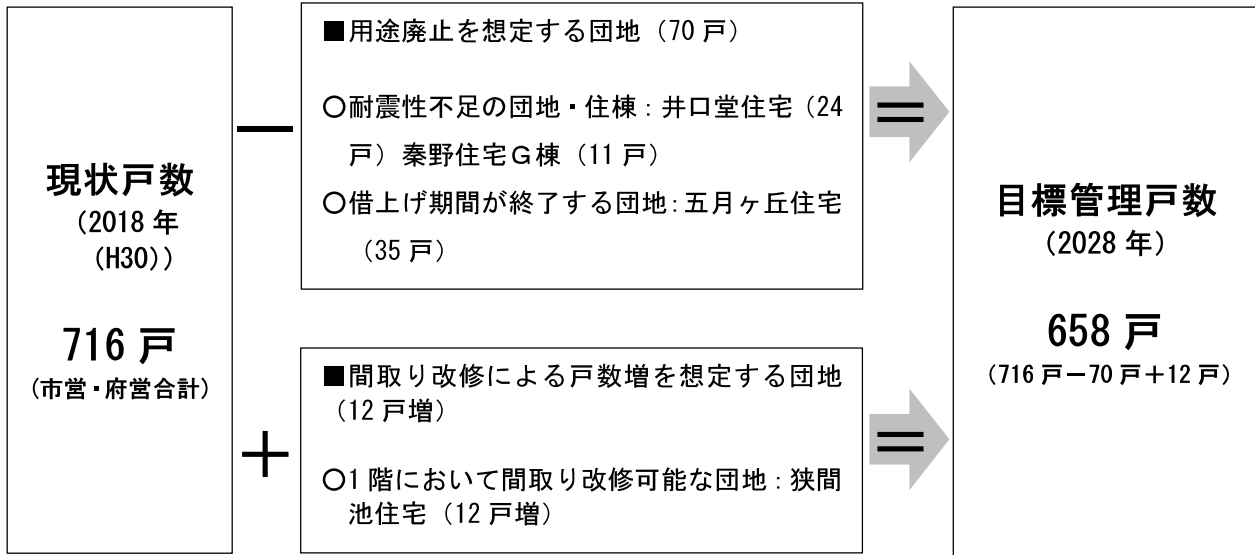 現状戸数
(2018 年
(H30))
716 戸
(市営・府営合計)
－
■用途廃止を想定する団地（70 戸）
○耐震性不足の団地・住棟：井口堂住宅（24
戸）秦野住宅Ｇ棟（11 戸）
○借上げ期間が終了する団地：五月ヶ丘住宅
（35 戸）
＝
＋
■間取り改修による戸数増を想定する団地
（12 戸増）
○1 階において間取り改修可能な団地：狭間
池住宅（12 戸増）
＝
目標管理戸数
（2028 年）
658 戸
（716 戸－70 戸＋12 戸）